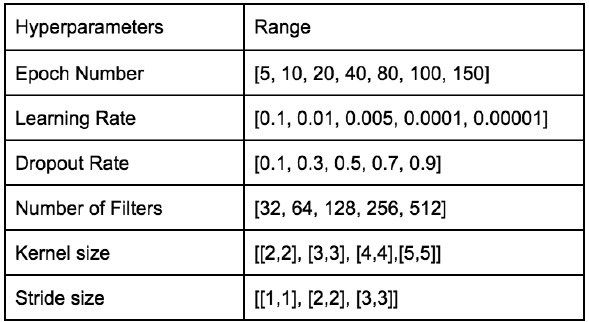 Hyperparameters Range
Epoch Number [5, 10, 20, 40, 80, 100, 150]
Learning Rate [0.1, 0.01, 0.005, 0.0001, 0.00001]
Dropout Rate [0.1, 0.3, 0.5, 0.7, 0.9]
Number of Filters [32, 64, 128, 256, 512]
Kernel size [[2,2], [3,3], [4,4],[5,5]]
Stride size [[1,1], [2,2], [3,3]]